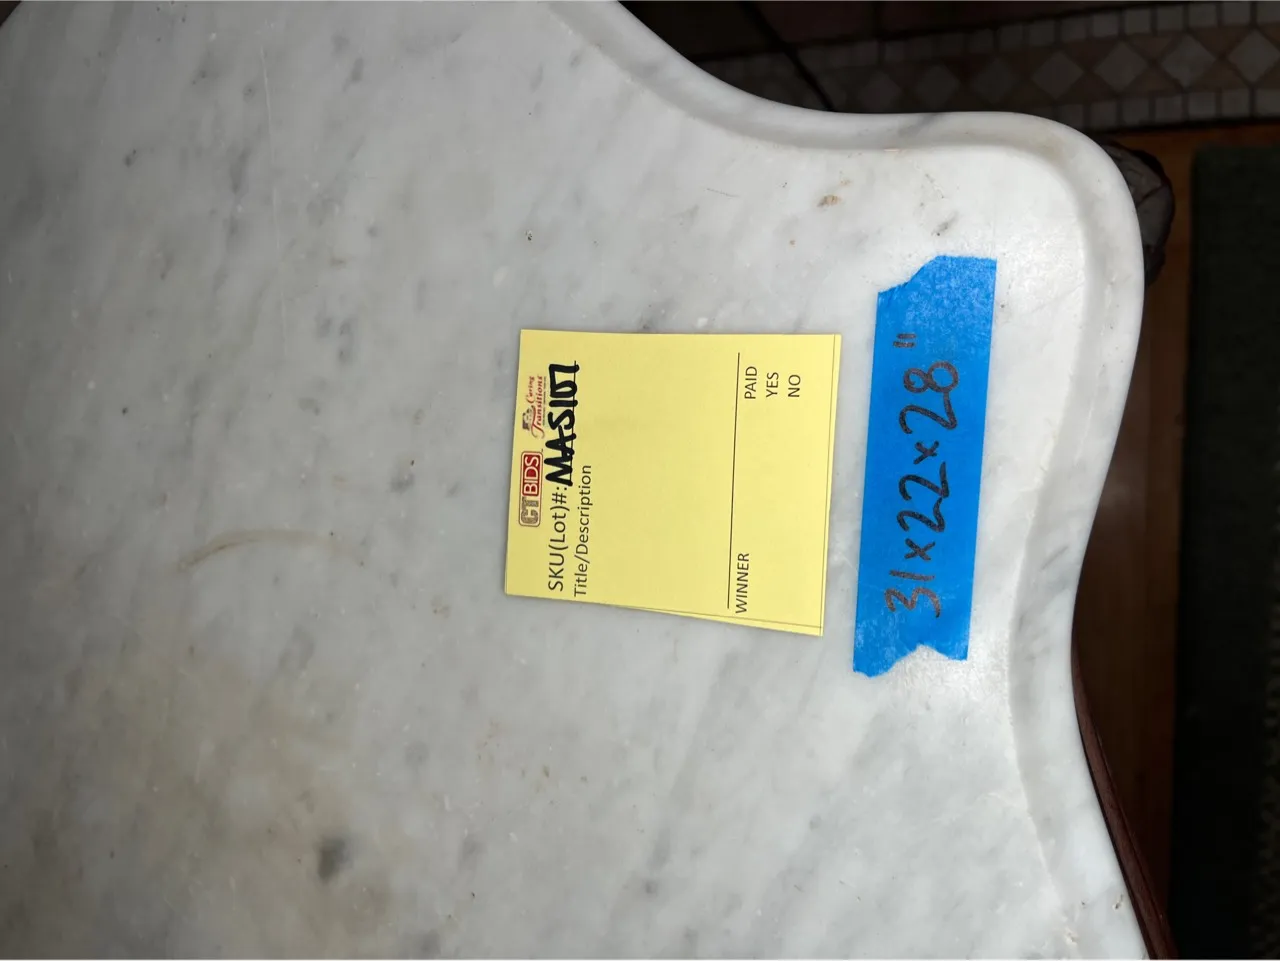 CTBIDS Caring Transitions
SKU(Lot)#: MAS107
Title/Description
WINNER
PAID
YES
NO
31x22x28"